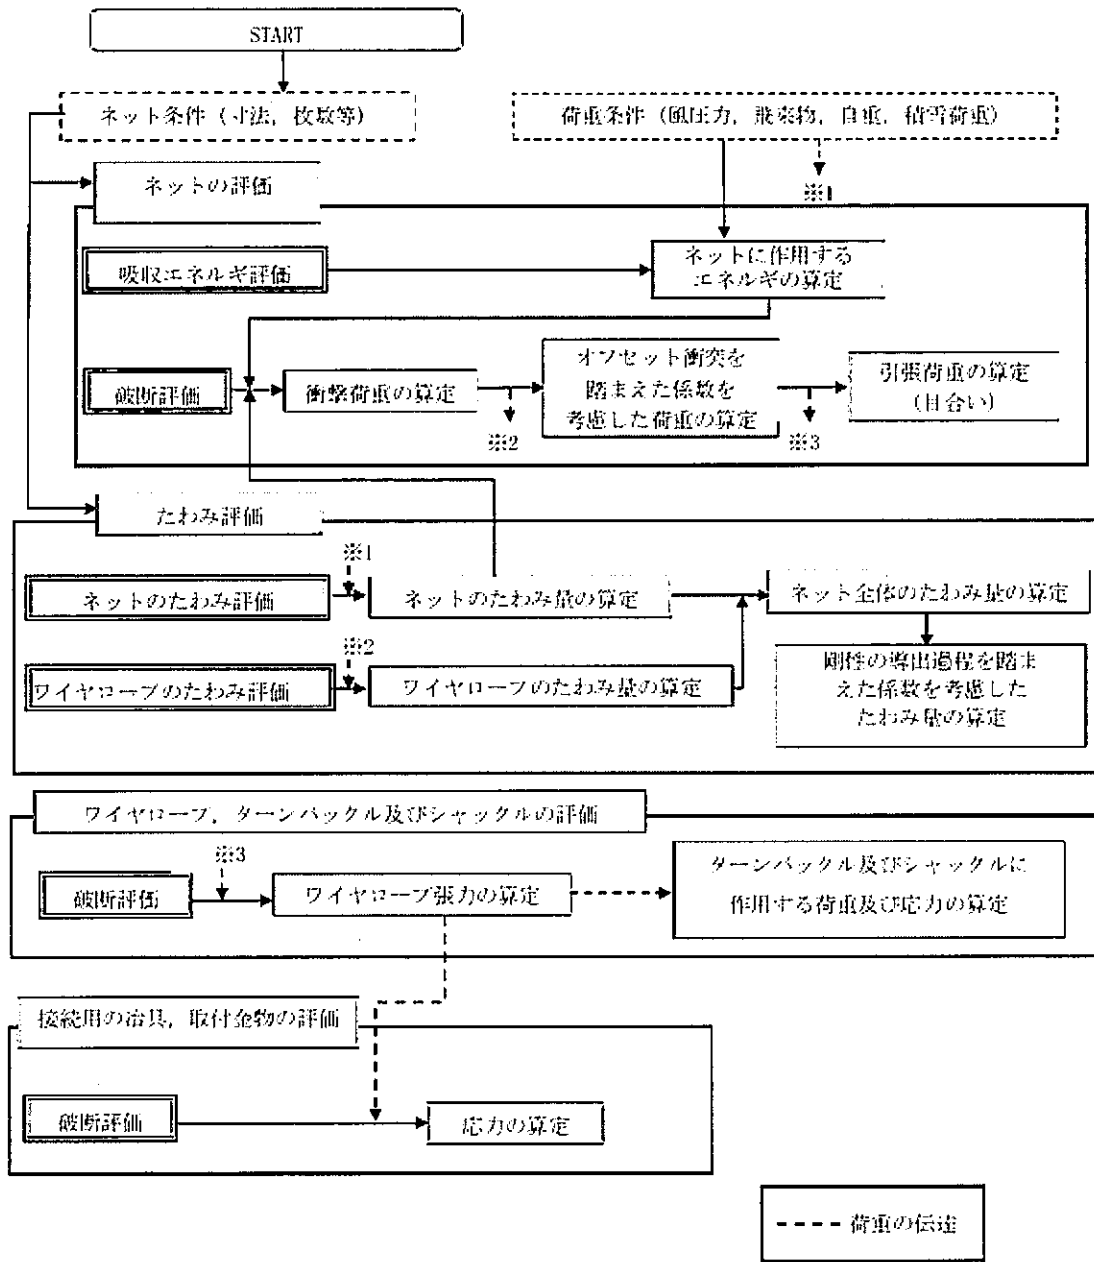 START
ネット条件（寸法，枚数等）
荷重条件（風圧力，飛来物，自重，積雪荷重）
※1
ネットの評価
吸収エネルギ評価
ネットに作用する
エネルギの算定
破断評価
衝撃荷重の算定
※2
オフセット衝突を
踏まえた係数を
考慮した荷重の算定
※3
引張荷重の算定
（目合い）
たわみ評価
※1
ネットのたわみ評価
ネットのたわみ量の算定
ネット全体のたわみ量の算定
※2
ワイヤロープのたわみ評価
ワイヤロープのたわみ量の算定
剛性の導出過程を踏ま
えた係数を考慮した
たわみ量の算定
ワイヤロープ，ターンバックル及びシャックルの評価
※3
破断評価
ワイヤロープ張力の算定
ターンバックル及びシャックルに
作用する荷重及び応力の算定
接続用の冶具，取付金物の評価
破断評価
応力の算定
荷重の伝達